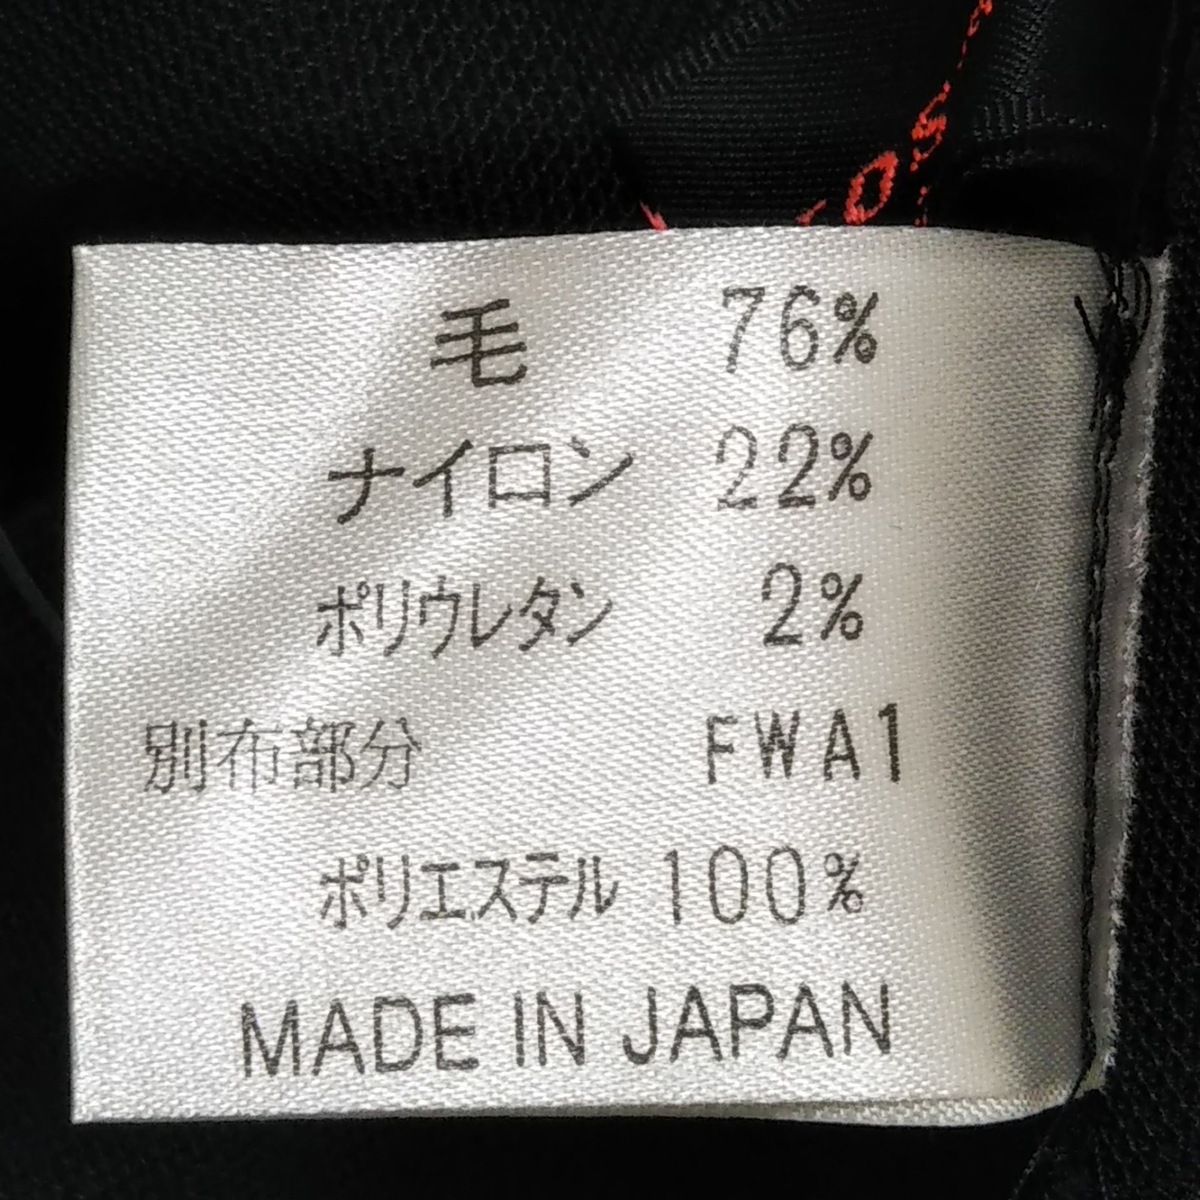 毛 76%
ナイロン 22%
ポリウレタン 2%
別布部分 FWA1
ポリエステル 100%
MADE IN JAPAN